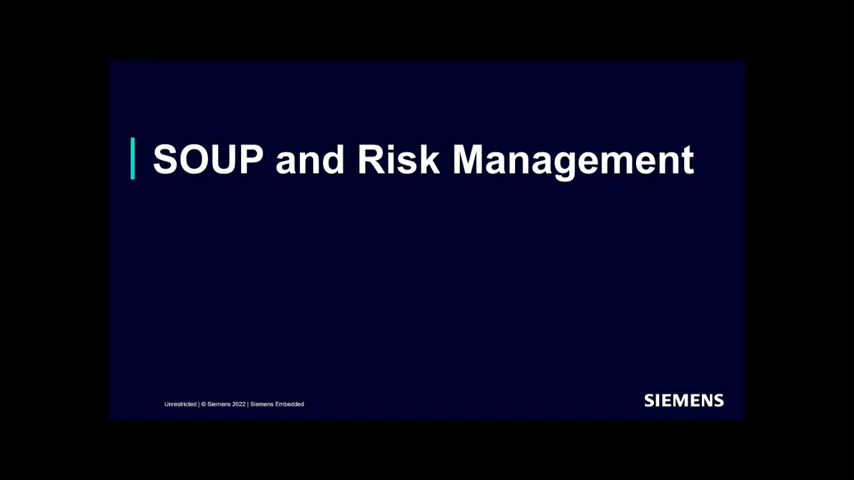 SOUP and Risk Management
Unrestricted | © Siemens 2022 | Siemens Embedded
SIEMENS